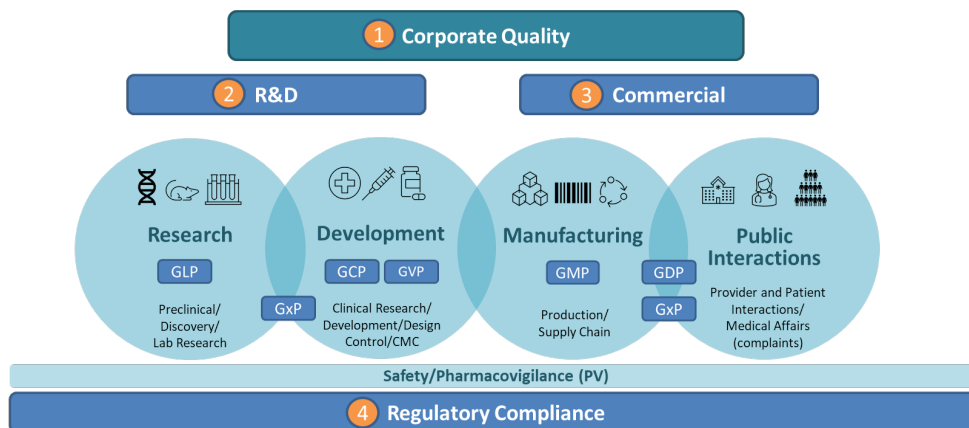 1 Corporate Quality
2 R&D
3 Commercial
Research
Development
Manufacturing
Public
Interactions
GLP
GCP
GVP
GMP
GDP
GxP
GxP
Preclinical/
Discovery/
Lab Research
Clinical Research/
Development/Design
Control/CMC
Production/
Supply Chain
Provider and Patient
Interactions/
Medical Affairs
(complaints)
Safety/Pharmacovigilance (PV)
4 Regulatory Compliance